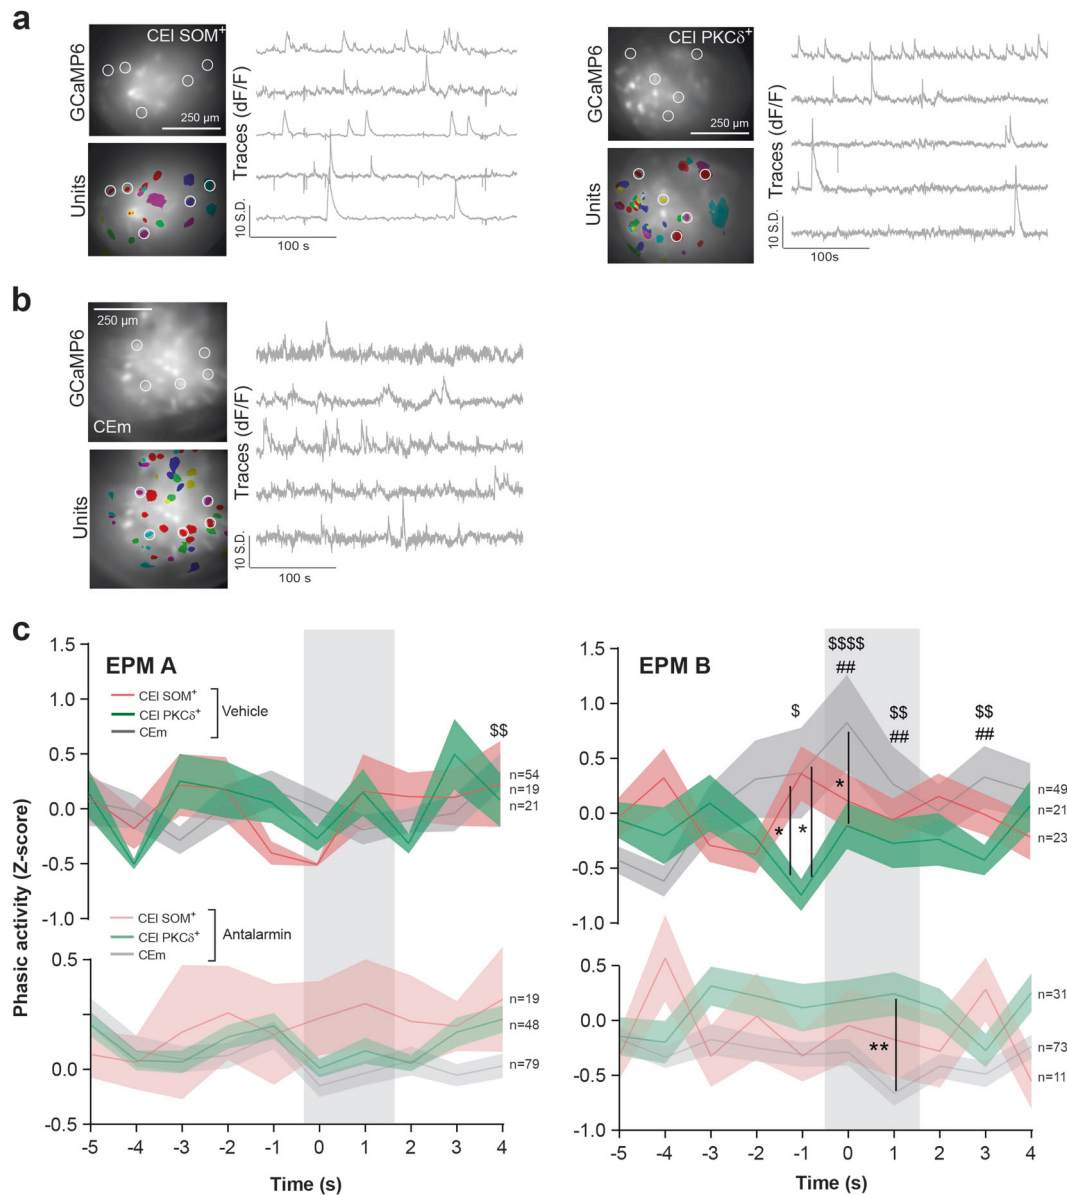 a
CEl SOM⁺
GCaMP6
250 µm
Units
Traces (dF/F)
10 S.D.
100 s
CEl PKCδ⁺
GCaMP6
250 µm
Units
Traces (dF/F)
10 S.D.
100s
b
250 µm
GCaMP6
CEm
Units
Traces (dF/F)
10 S.D.
100 s
c
Phasic activity (Z-score)
EPM A
1.5
1.0
0.5
0.0
-0.5
-1.0
CEl SOM⁺
CEl PKCδ⁺
CEm
Vehicle
$$
n=54
n=19
n=21
CEl SOM⁺
CEl PKCδ⁺
CEm
Antalarmin
0.5
0.0
-0.5
n=19
n=48
n=79
-5 -4 -3 -2 -1 0 1 2 3 4
Time (s)
EPM B
1.5
1.0
0.5
0.0
-0.5
-1.0
$
$$$$
##
$$
##
$$
##
* * *
n=49
n=21
n=23
0.5
0.0
-0.5
-1.0
**
n=31
n=73
n=11
-5 -4 -3 -2 -1 0 1 2 3 4
Time (s)